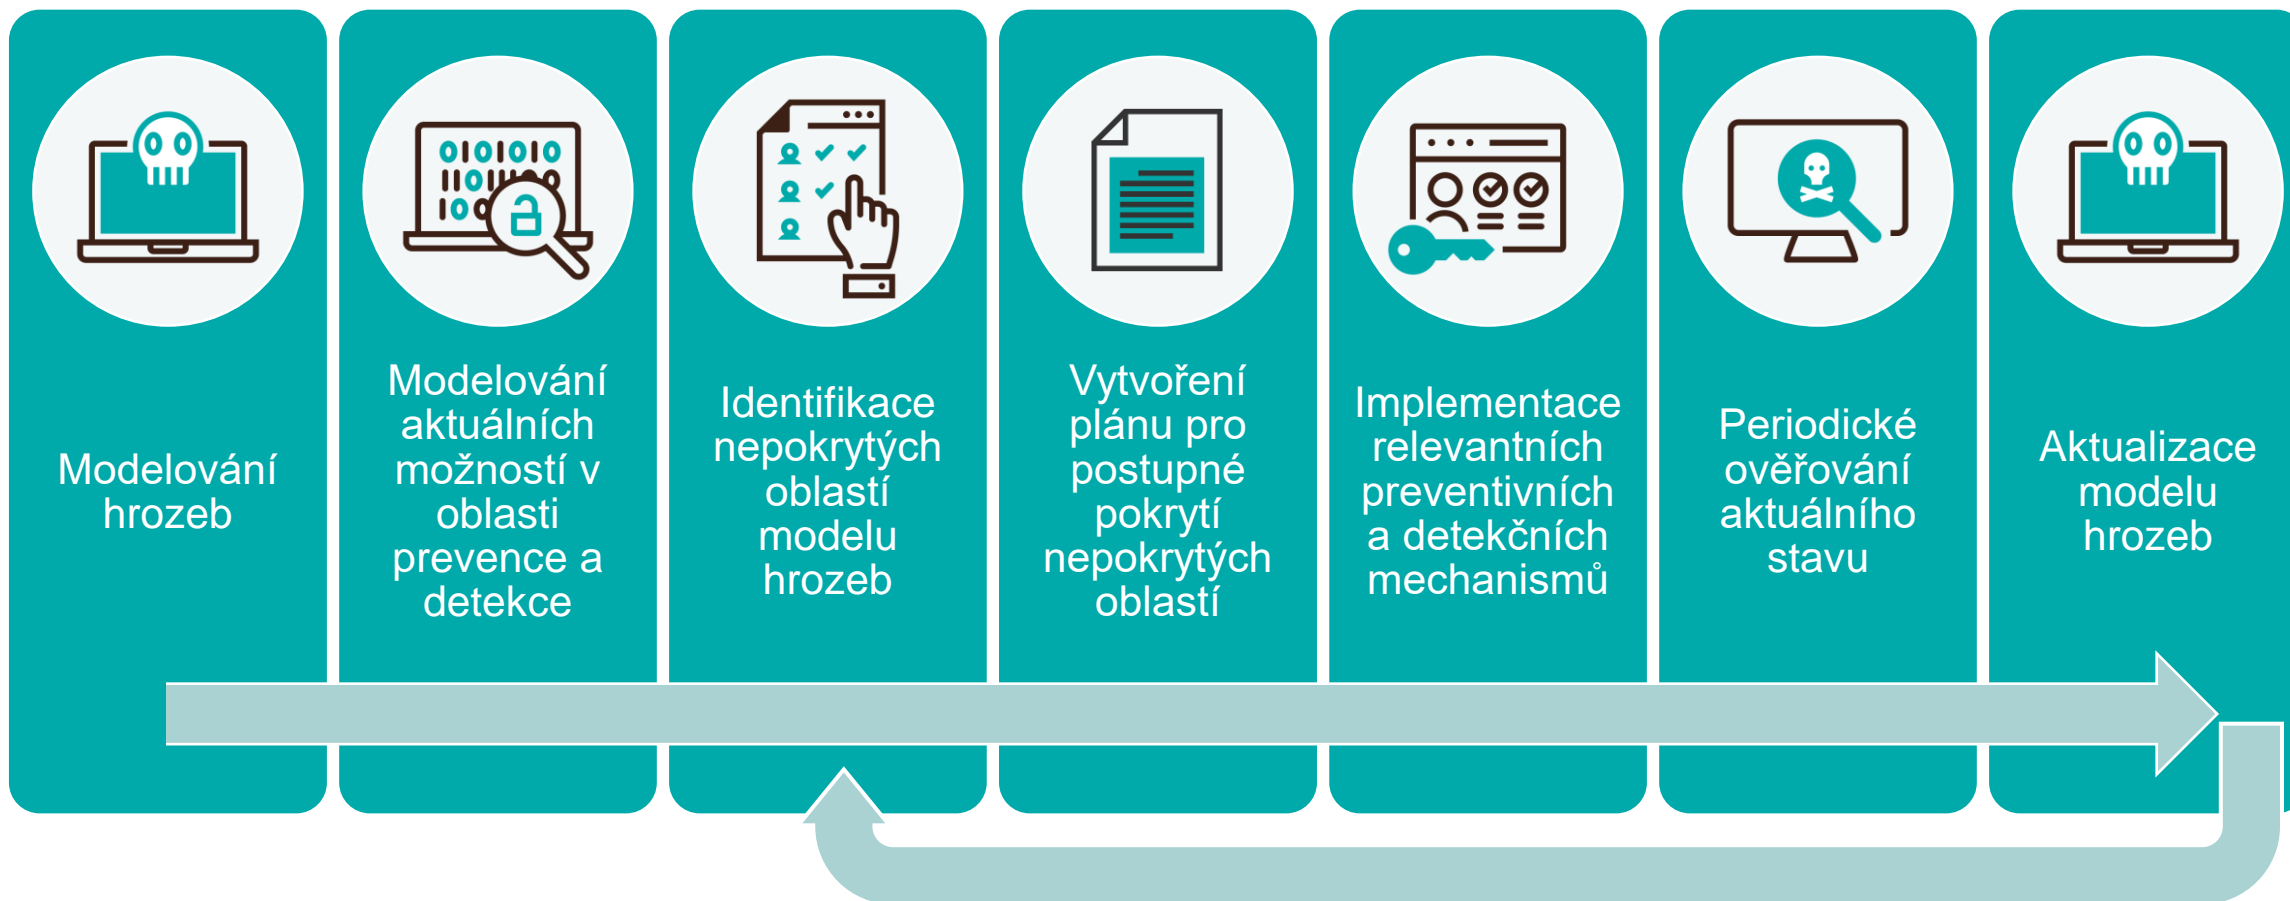 Modelování
hrozeb
Modelování
aktuálních
možností v
oblasti
prevence a
detekce
Identifikace
nepokrytých
oblastí
modelu
hrozeb
Vytvoření
plánu pro
postupné
pokrytí
nepokrytých
oblastí
Implementace
relevantních
preventivních
a detekčních
mechanismů
Periodické
ověřování
aktuálního
stavu
Aktualizace
modelu
hrozeb